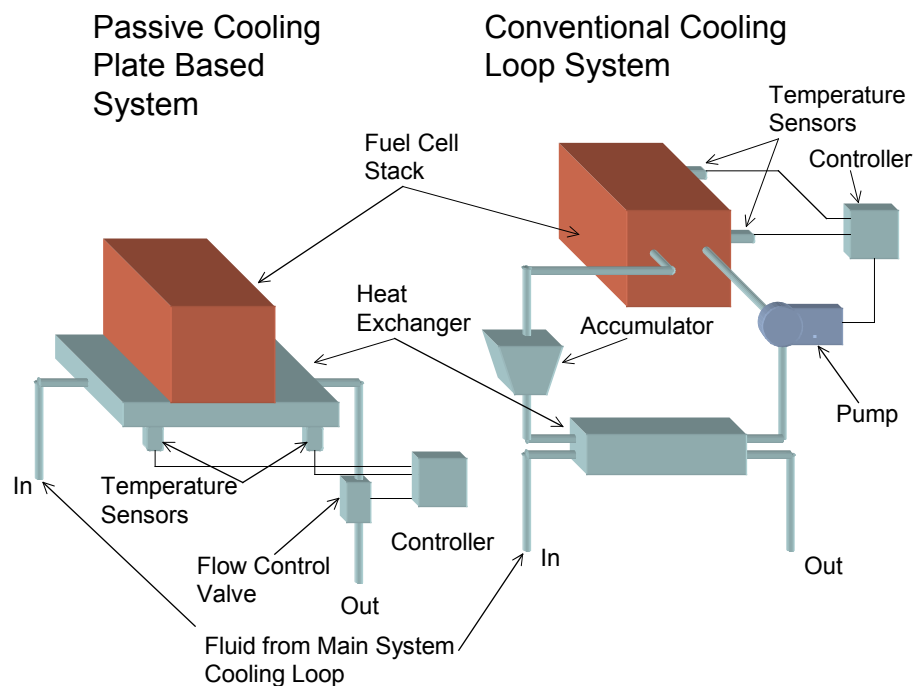 Passive Cooling
Plate Based
System
Conventional Cooling
Loop System
Temperature
Sensors
Controller
Fuel Cell
Stack
Heat
Exchanger
Accumulator
Pump
In
Temperature
Sensors
Controller
Flow Control
Valve
Out
In
Out
Fluid from Main System
Cooling Loop